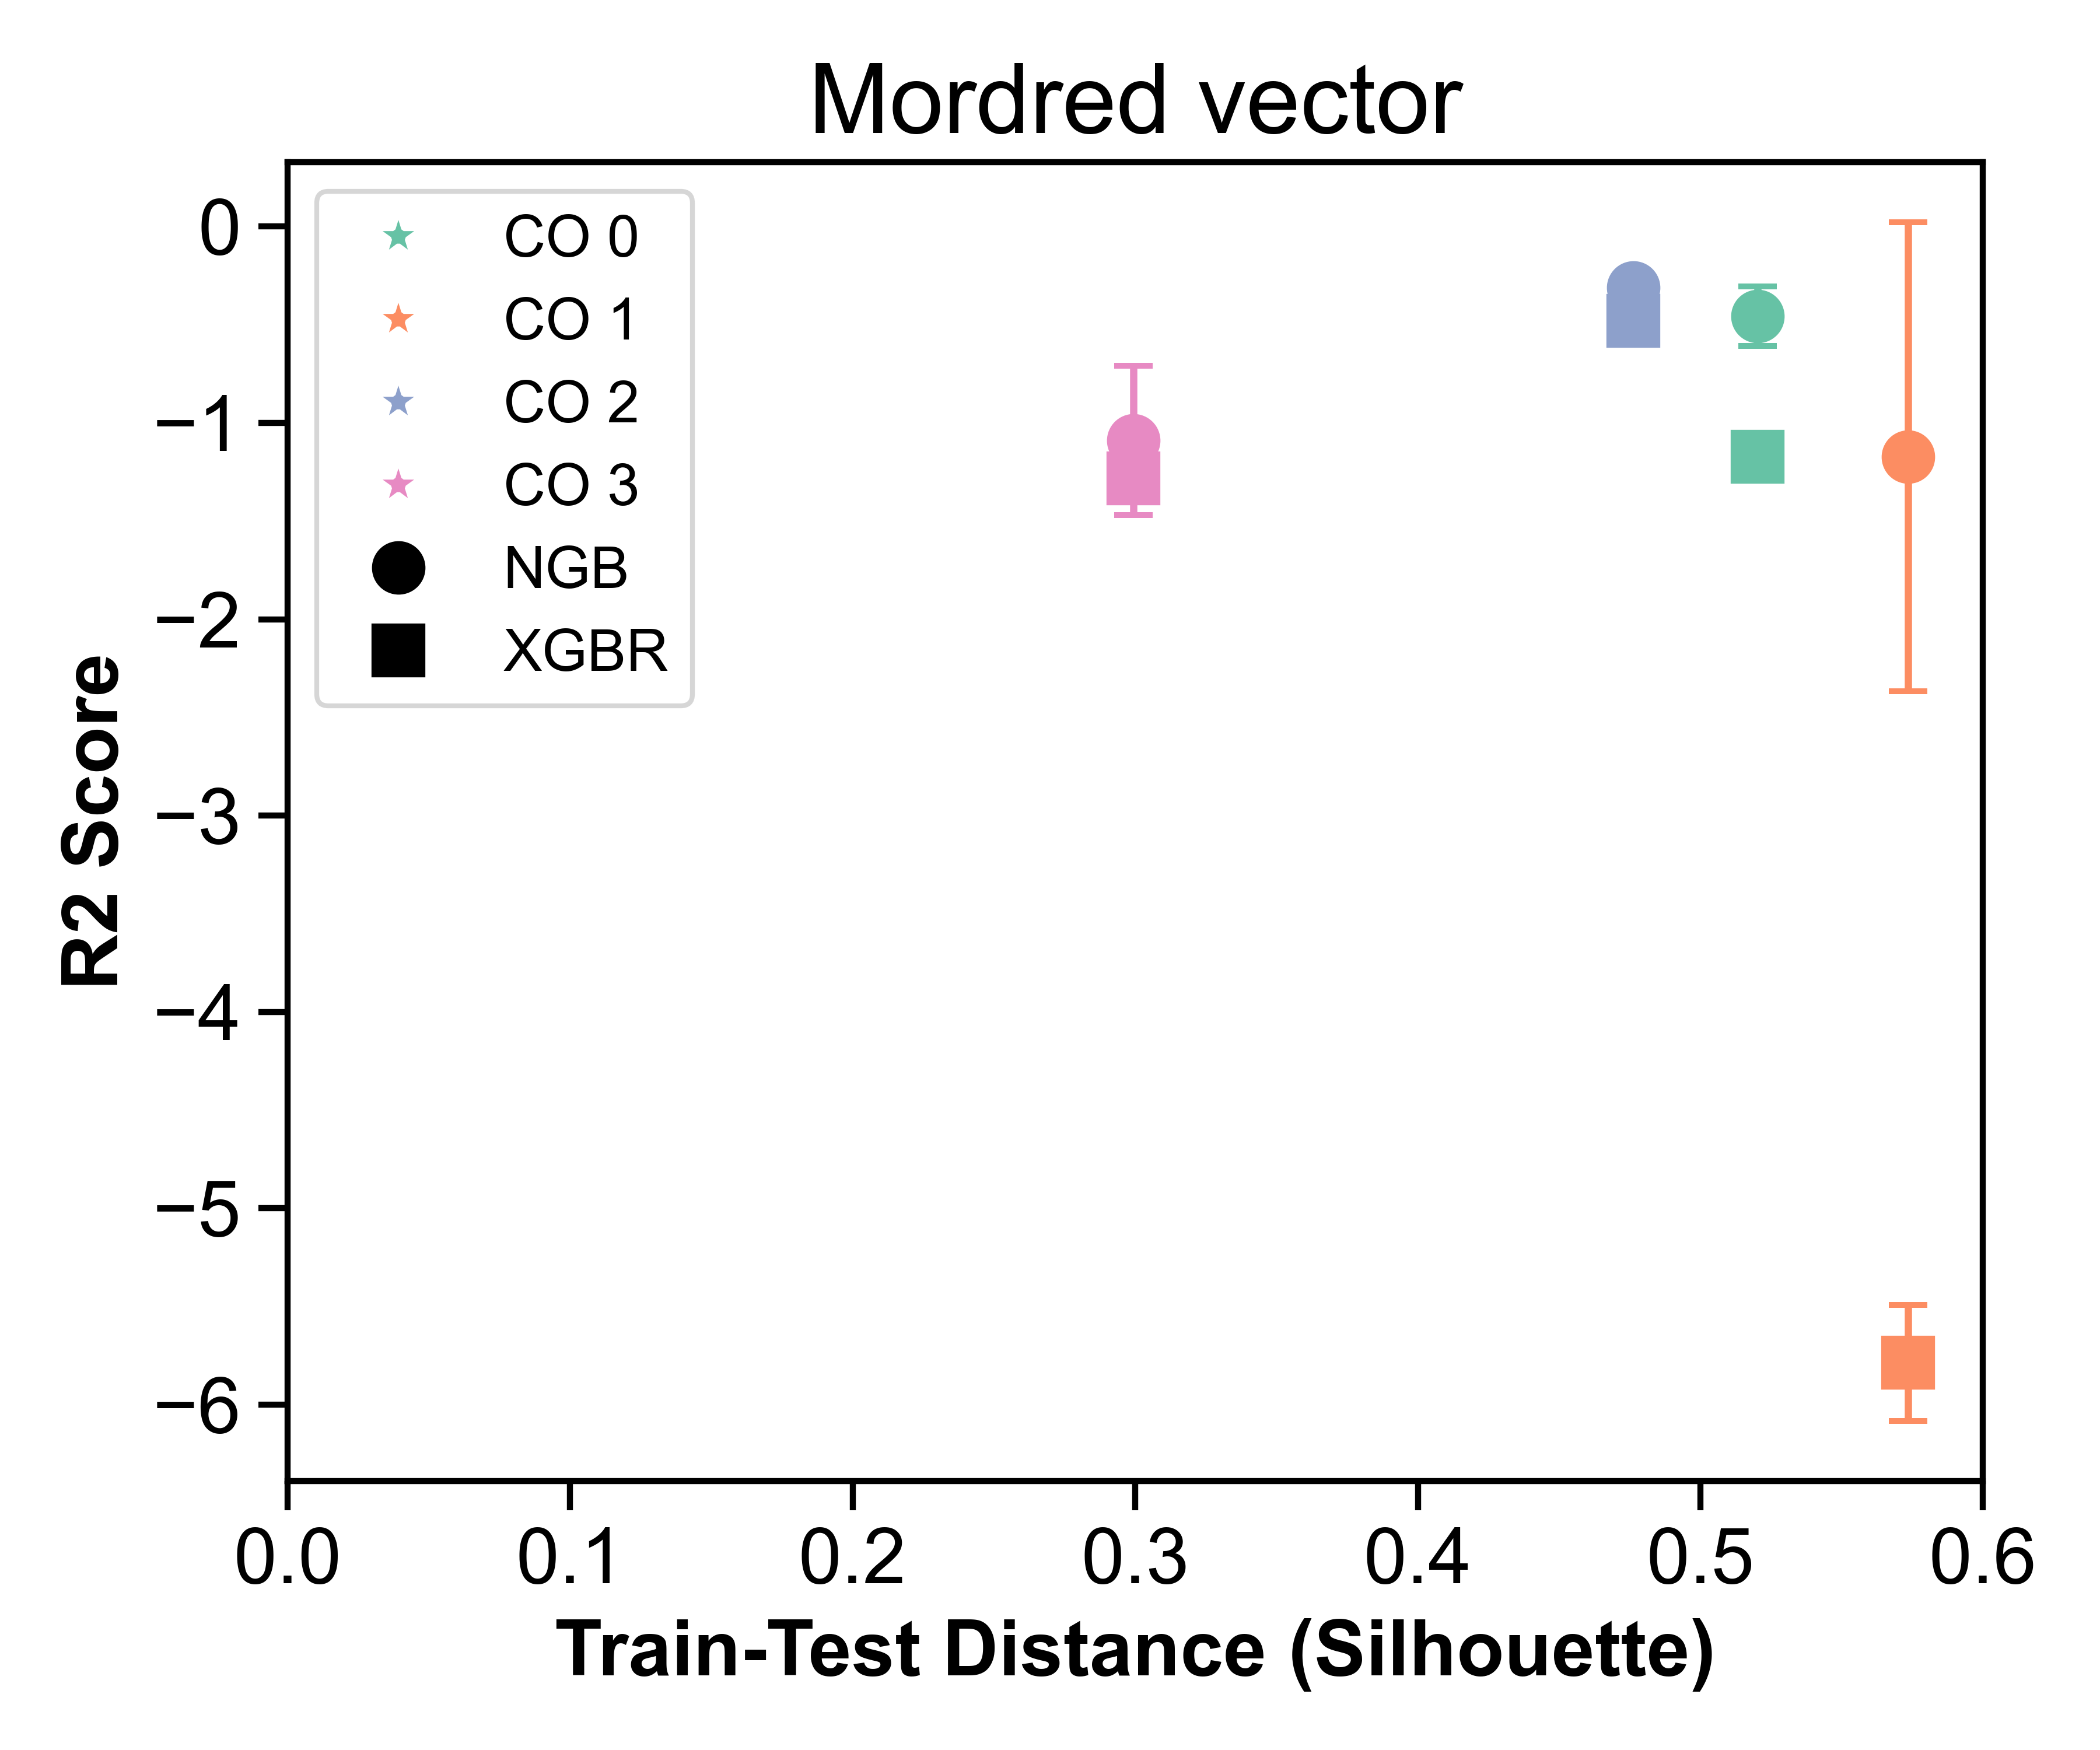 Mordred vector
CO 0
CO 1
CO 2
CO 3
NGB
XGBR
R2 Score
0
−1
−2
−3
−4
−5
−6
0.0 0.1 0.2 0.3 0.4 0.5 0.6
Train-Test Distance (Silhouette)